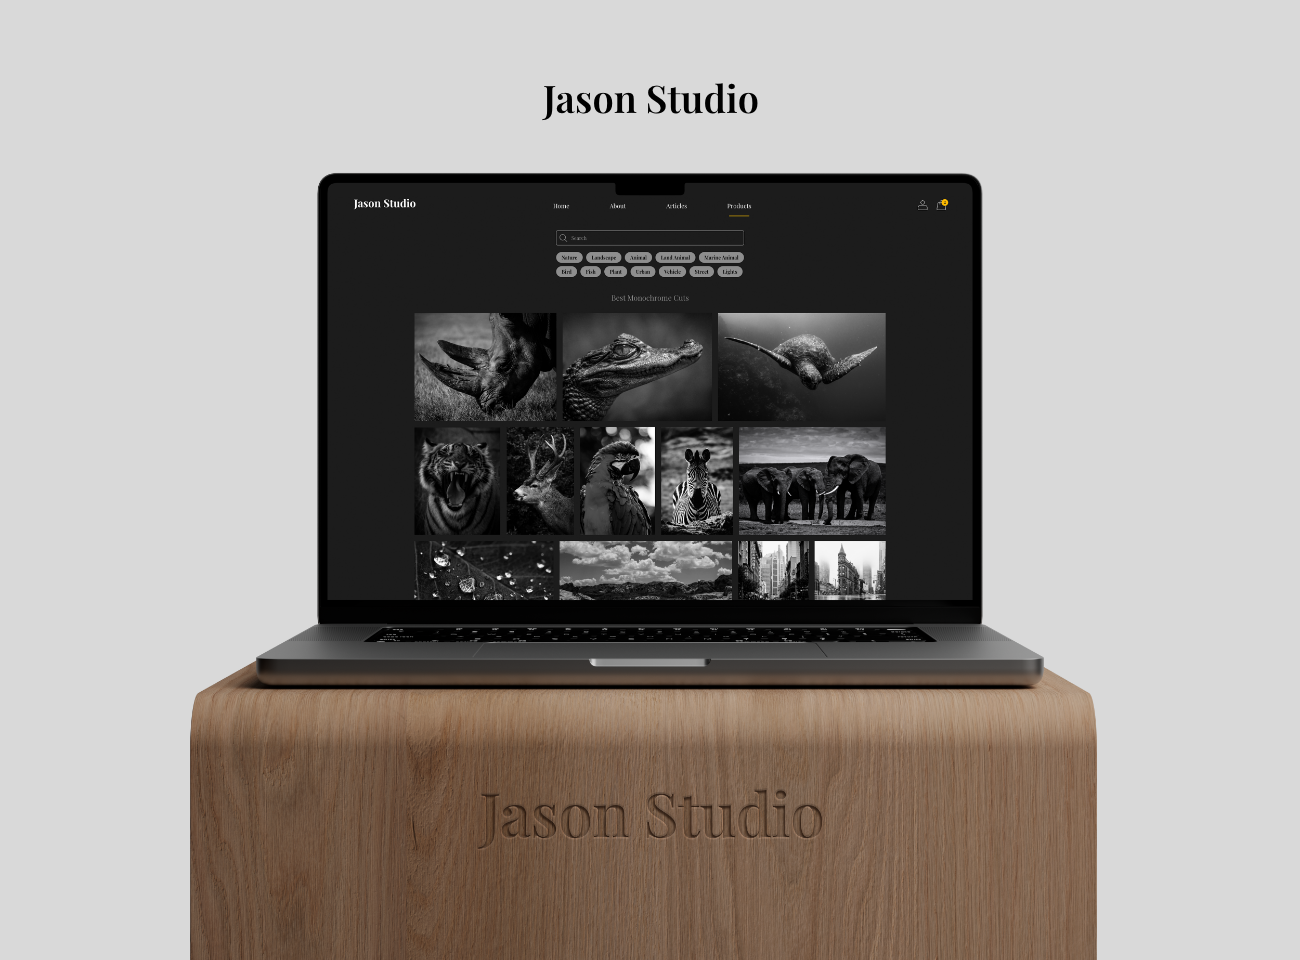 Jason Studio
Jason Studio
Home About Articles Products
Search
Nature Landscape Animal Land Animal Marine Animal
Bird Fish Plant Urban Vehicle Street Lights
Best Monochrome Cuts
Jason Studio